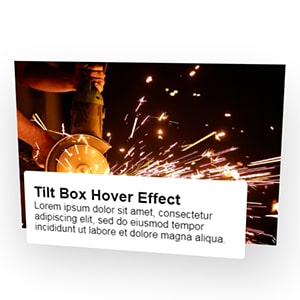 Tilt Box Hover Effect
Lorem ipsum dolor sit amet, consectetur
adipiscing elit, sed do eiusmod tempor
incididunt ut labore et dolore magna aliqua.